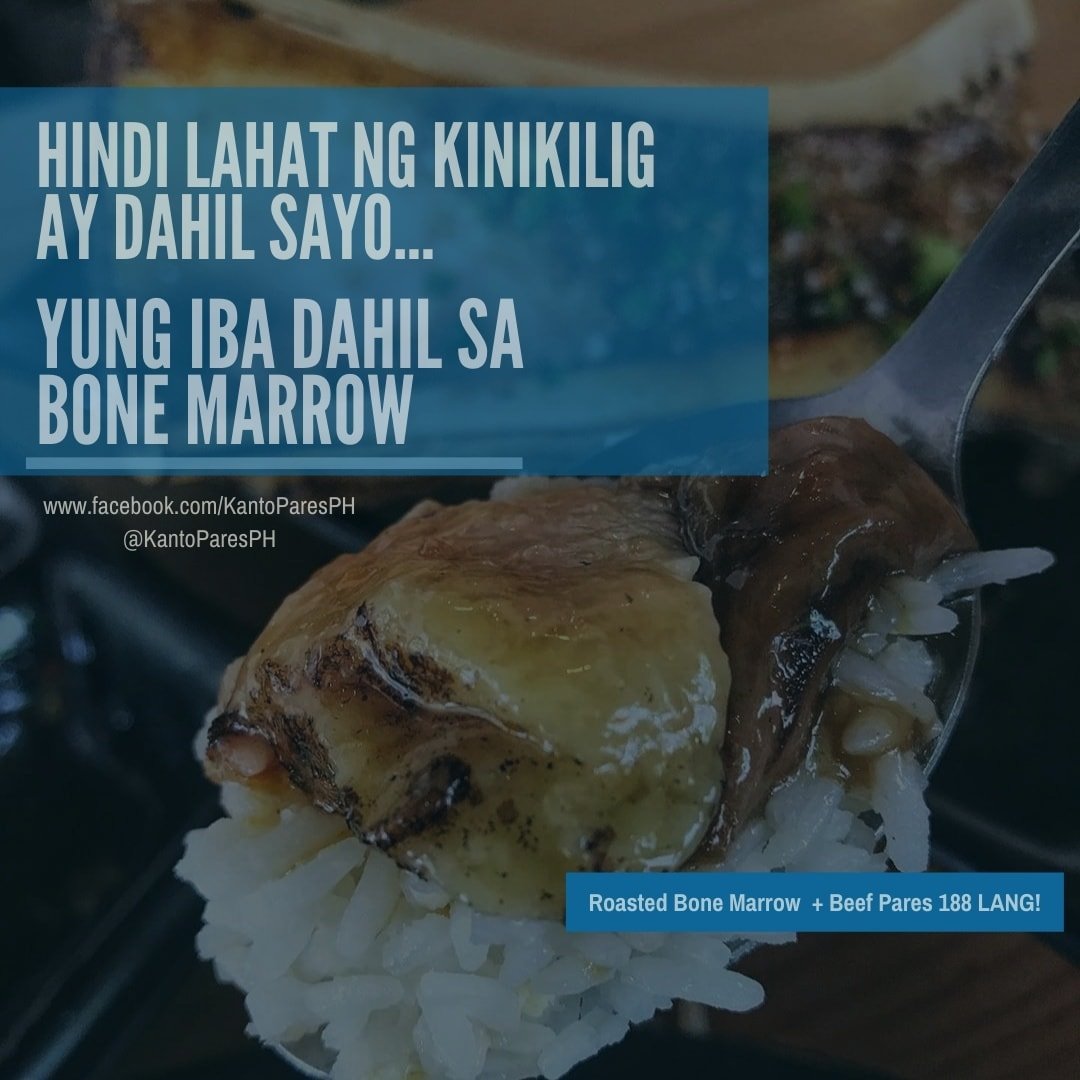 HINDI LAHAT NG KINIKILIG
AY DAHIL SAYO...
YUNG IBA DAHIL SA
BONE MARROW
www.facebook.com/KantoParesPH
@KantoParesPH
Roasted Bone Marrow + Beef Pares 188 LANG!